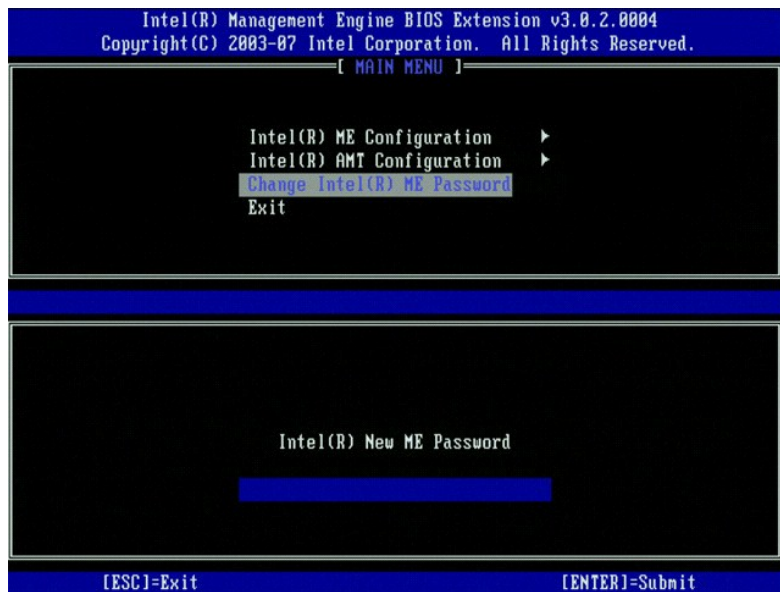 Intel(R) Management Engine BIOS Extension v3.0.2.0004
Copyright(C) 2003-07 Intel Corporation. All Rights Reserved.
[ MAIN MENU ]
Intel(R) ME Configuration ►
Intel(R) AMT Configuration ►
Change Intel(R) ME Password
Exit
Intel(R) New ME Password
[ESC]=Exit [ENTER]=Submit